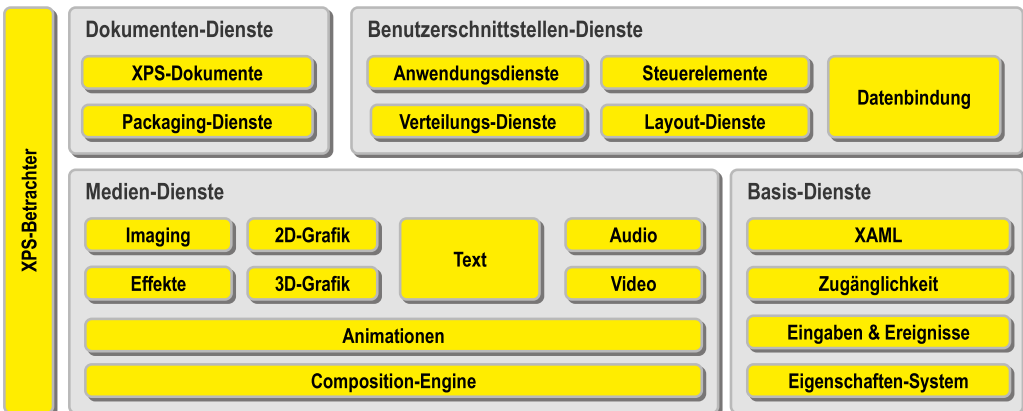 XPS-Betrachter
Dokumenten-Dienste
XPS-Dokumente
Packaging-Dienste
Benutzerschnittstellen-Dienste
Anwendungsdienste
Steuerelemente
Datenbindung
Verteilungs-Dienste
Layout-Dienste
Medien-Dienste
Imaging
2D-Grafik
Text
Audio
Effekte
3D-Grafik
Video
Animationen
Composition-Engine
Basis-Dienste
XAML
Zugänglichkeit
Eingaben & Ereignisse
Eigenschaften-System